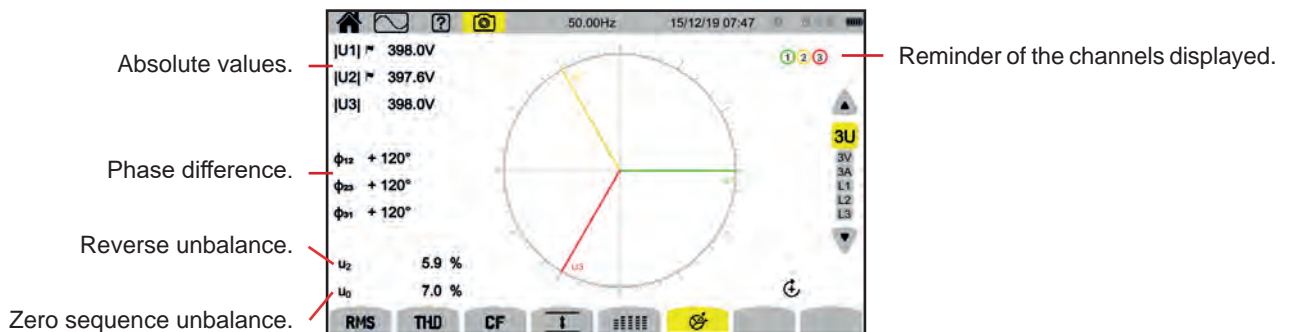 ?
50.00Hz
15/12/19 07:47
|U1| 398.0V
|U2| 397.6V
|U3| 398.0V
1 2 3
Absolute values.
Reminder of the channels displayed.
3U
3V
3A
L1
L2
L3
Phase difference.
ϕ12 + 120°
ϕ23 + 120°
ϕ31 + 120°
Reverse unbalance.
u2 5.9 %
U3
Zero sequence unbalance.
u0 7.0 %
RMS THD CF